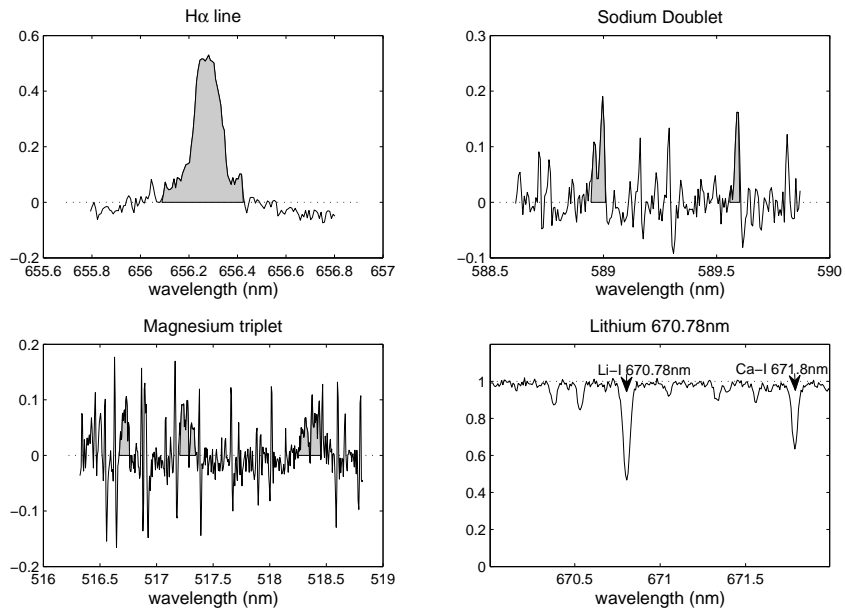 Hα line
0.6
0.4
0.2
0
−0.2
655.6 655.8 656 656.2 656.4 656.6 656.8 657
wavelength (nm)
Sodium Doublet
0.3
0.2
0.1
0
−0.1
588.5 589 589.5 590
wavelength (nm)
Magnesium triplet
0.2
0.1
0
−0.1
−0.2
516 516.5 517 517.5 518 518.5 519
wavelength (nm)
Lithium 670.78nm
Li−I 670.78nm
Ca−I 671.8nm
1
0.8
0.6
0.4
0.2
0
670.5 671 671.5
wavelength (nm)